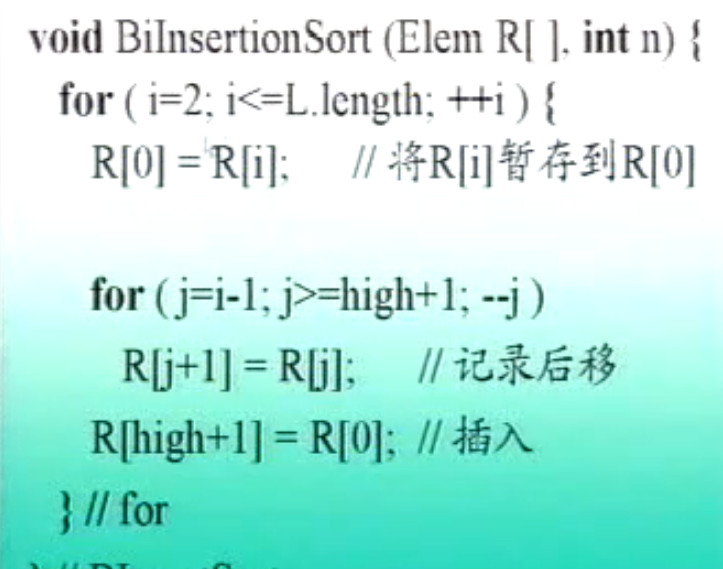 void BiInsertionSort (Elem R[ ], int n) {
for ( i=2; i<=L.length; ++i ) {
R[0] = R[i]; // 将R[i]暂存到R[0]
for ( j=i-1; j>=high+1; --j )
R[j+1] = R[j]; // 记录后移
R[high+1] = R[0]; // 插入
} // for